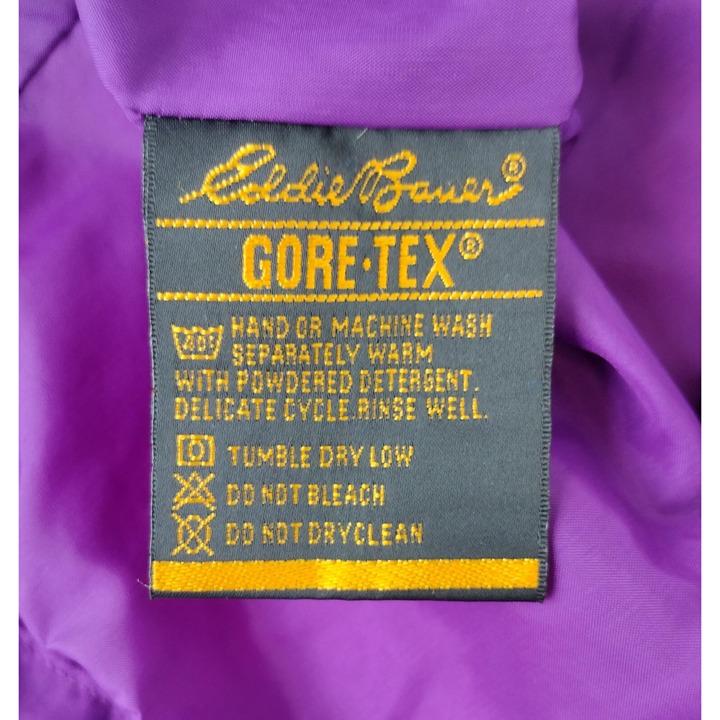 Eddie Bauer®
GORE·TEX®
40° HAND OR MACHINE WASH
SEPARATELY WARM
WITH POWDERED DETERGENT.
DELICATE CYCLE.RINSE WELL.
TUMBLE DRY LOW
DO NOT BLEACH
DO NOT DRYCLEAN